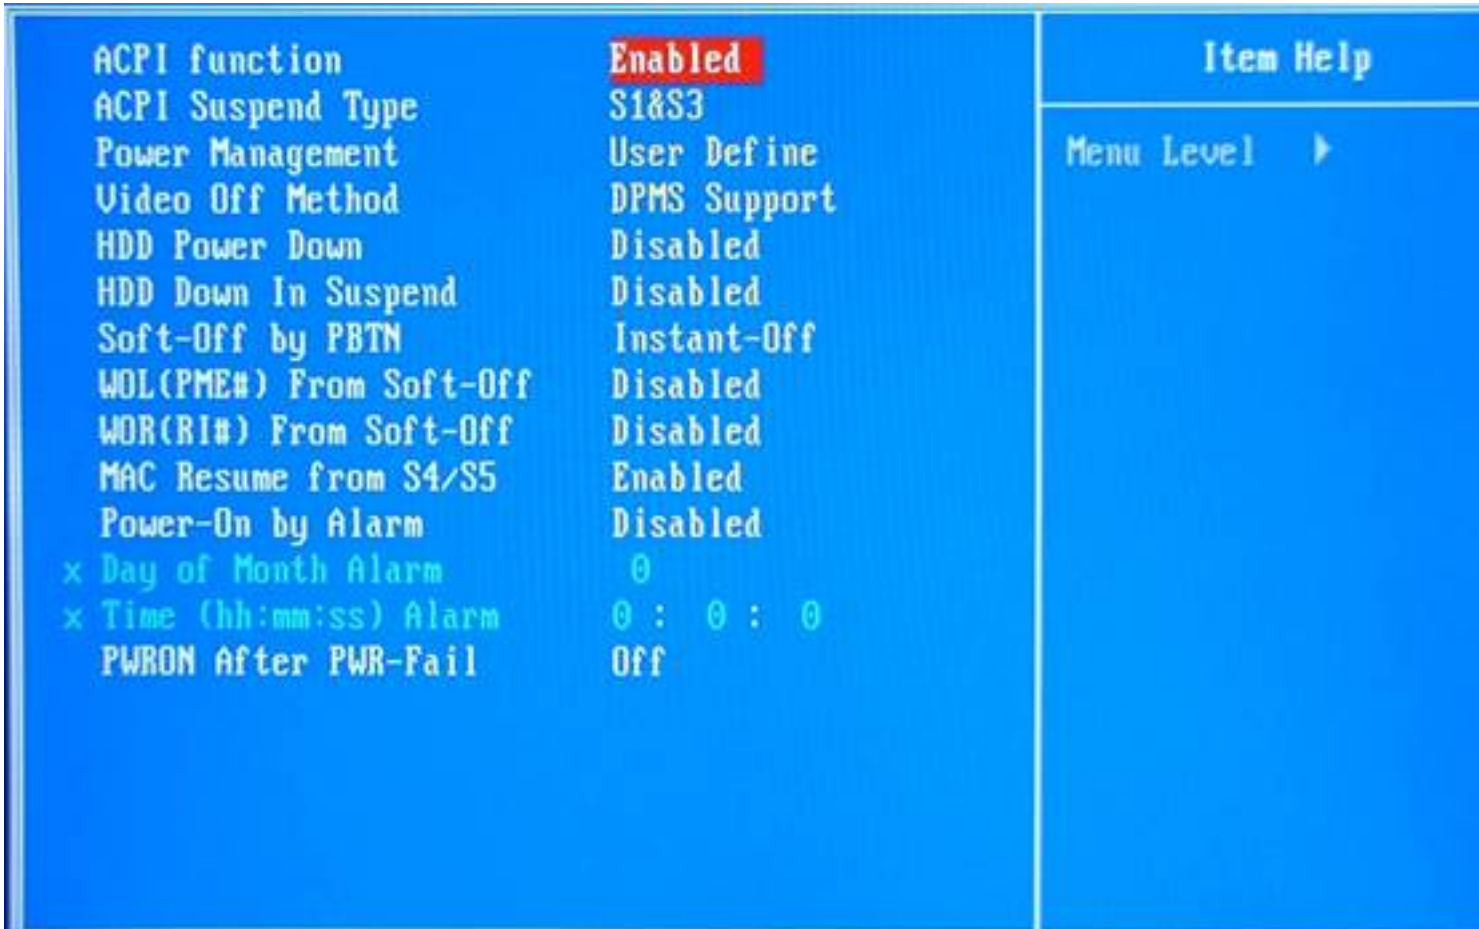 ACPI function Enabled
ACPI Suspend Type S1&S3
Power Management User Define
Video Off Method DPMS Support
HDD Power Down Disabled
HDD Down In Suspend Disabled
Soft-Off by PBTN Instant-Off
WOL(PME#) From Soft-Off Disabled
WOR(RI#) From Soft-Off Disabled
MAC Resume from S4/S5 Enabled
Power-On by Alarm Disabled
x Day of Month Alarm 0
x Time (hh:mm:ss) Alarm 0 : 0 : 0
PWRON After PWR-Fail Off
Item Help
Menu Level